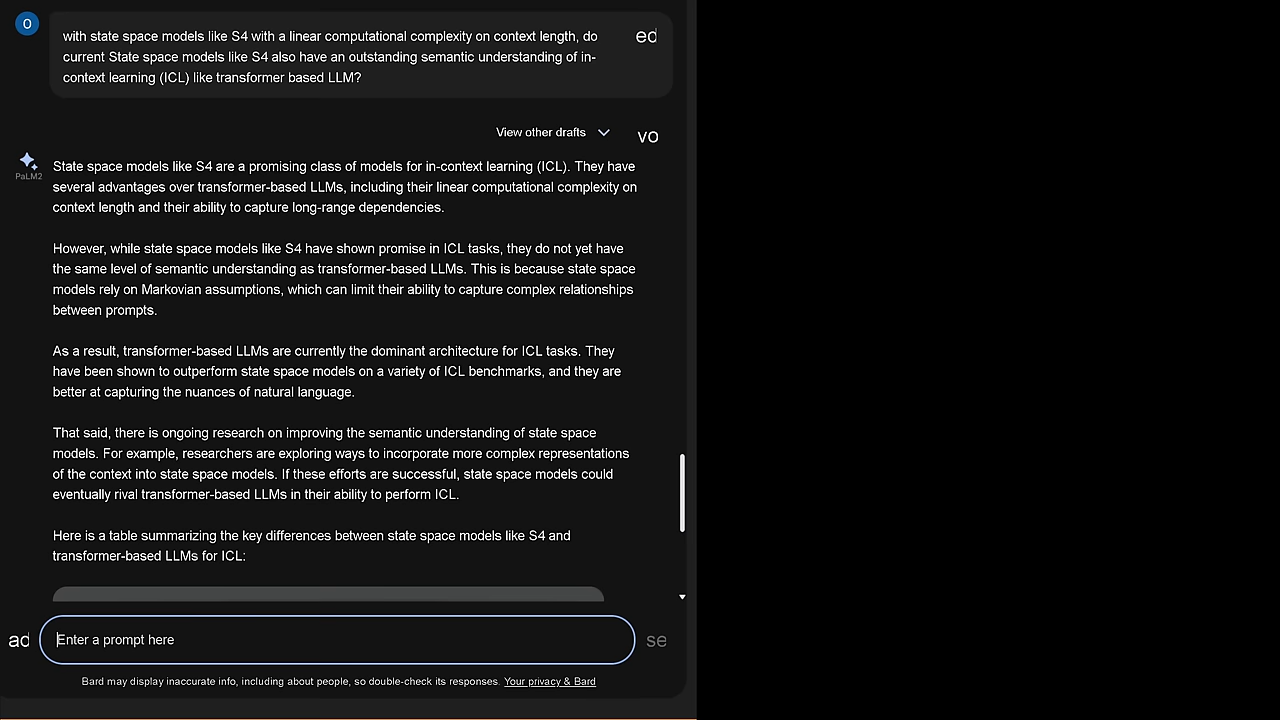 O
with state space models like S4 with a linear computational complexity on context length, do
ed
current State space models like S4 also have an outstanding semantic understanding of in-
context learning (ICL) like transformer based LLM?
View other drafts
vo
PaLM2
State space models like S4 are a promising class of models for in-context learning (ICL). They have
several advantages over transformer-based LLMs, including their linear computational complexity on
context length and their ability to capture long-range dependencies.
However, while state space models like S4 have shown promise in ICL tasks, they do not yet have
the same level of semantic understanding as transformer-based LLMs. This is because state space
models rely on Markovian assumptions, which can limit their ability to capture complex relationships
between prompts.
As a result, transformer-based LLMs are currently the dominant architecture for ICL tasks. They
have been shown to outperform state space models on a variety of ICL benchmarks, and they are
better at capturing the nuances of natural language.
That said, there is ongoing research on improving the semantic understanding of state space
models. For example, researchers are exploring ways to incorporate more complex representations
of the context into state space models. If these efforts are successful, state space models could
eventually rival transformer-based LLMs in their ability to perform ICL.
Here is a table summarizing the key differences between state space models like S4 and
transformer-based LLMs for ICL:
ad
Enter a prompt here
se
Bard may display inaccurate info, including about people, so double-check its responses. Your privacy & Bard